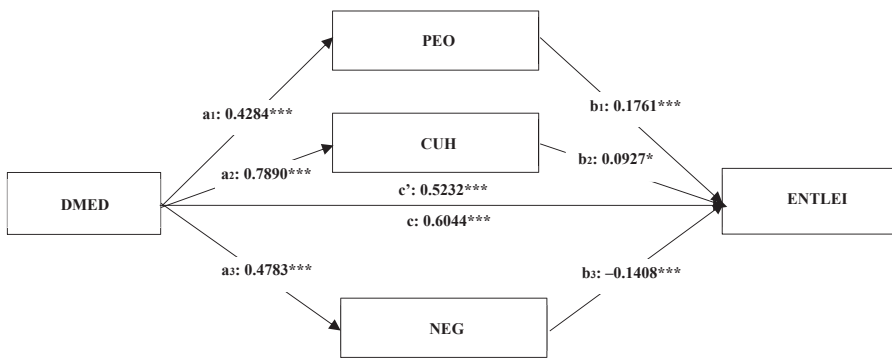 PEO
a1: 0.4284***
b1: 0.1761***
CUH
a2: 0.7890***
b2: 0.0927*
DMED
c’: 0.5232***
c: 0.6044***
ENTLEI
a3: 0.4783***
b3: –0.1408***
NEG